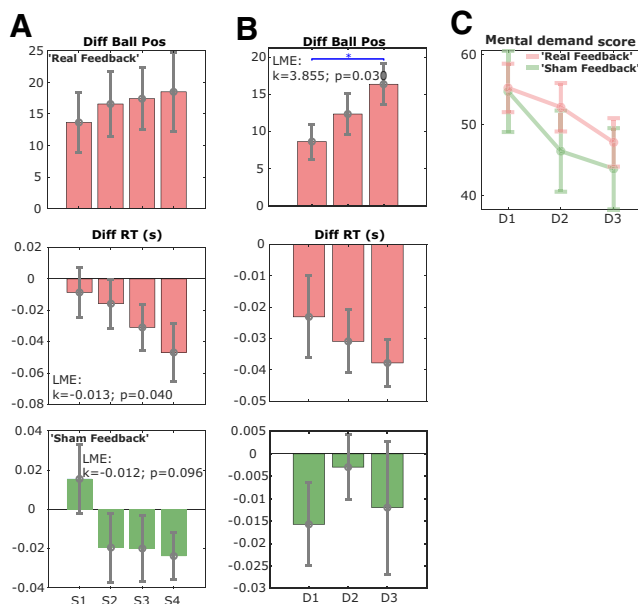 A
Diff Ball Pos
'Real Feedback'
25
20
15
10
5
0
Diff RT (s)
0.02
0
-0.02
-0.04
-0.06
-0.08
LME:
k=-0.013; p=0.040
'Sham Feedback'
LME:
k=-0.012; p=0.096
0.04
0.02
0
-0.02
-0.04
S1 S2 S3 S4
B
Diff Ball Pos
LME:
k=3.855; p=0.030
*
20
15
10
5
0
Diff RT (s)
0
-0.01
-0.02
-0.03
-0.04
-0.05
0.005
0
-0.005
-0.01
-0.015
-0.02
-0.025
-0.03
D1 D2 D3
C
Mental demand score
'Real Feedback'
'Sham Feedback'
60
50
40
D1 D2 D3